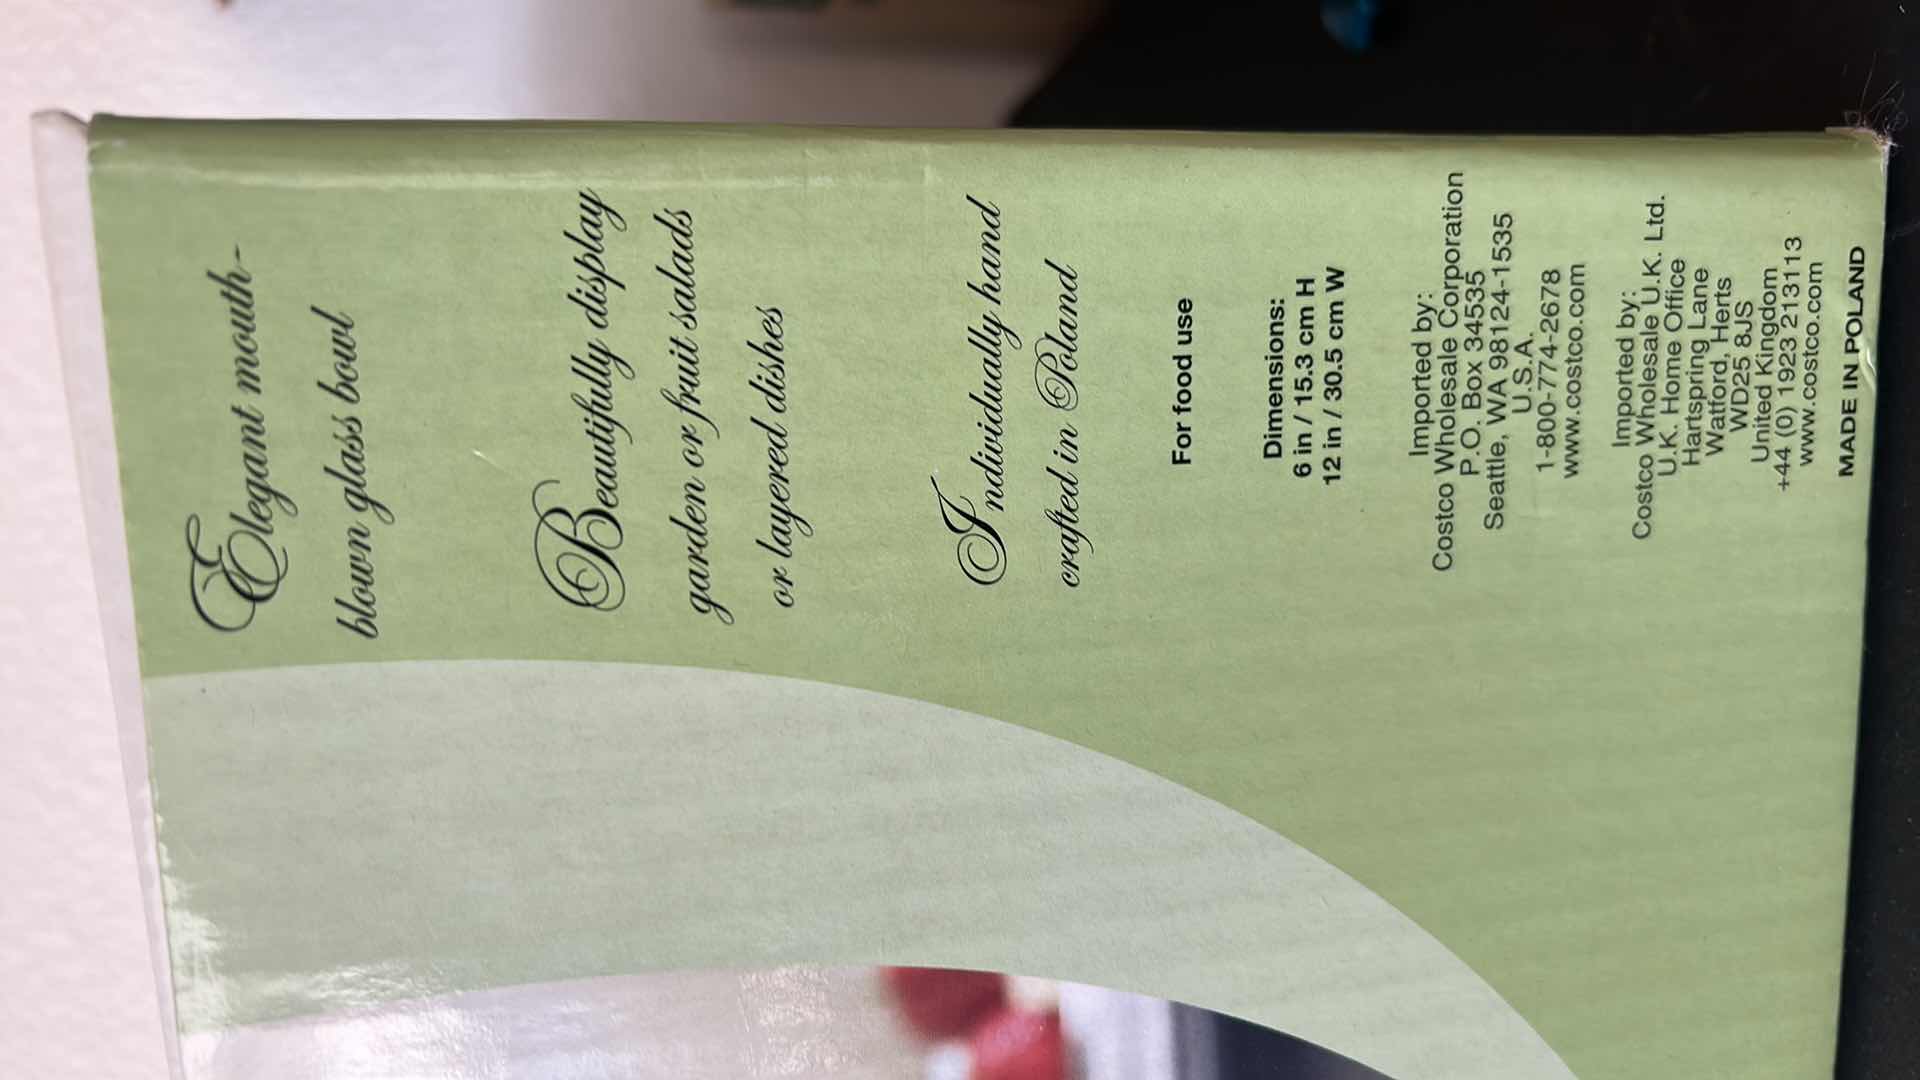 Elegant mouth-
blown glass bowl
Beautifully display
garden or fruit salads
or layered dishes
Individually hand
crafted in Poland
For food use
Dimensions:
6 in / 15.3 cm H
12 in / 30.5 cm W
Imported by:
Costco Wholesale Corporation
P.O. Box 34535
Seattle, WA 98124-1535
U.S.A.
1-800-774-2678
www.costco.com
Imported by:
Costco Wholesale U.K. Ltd.
U.K. Home Office
Hartspring Lane
Watford, Herts
WD25 8JS
United Kingdom
+44 (0) 1923 213113
www.costco.com
MADE IN POLAND